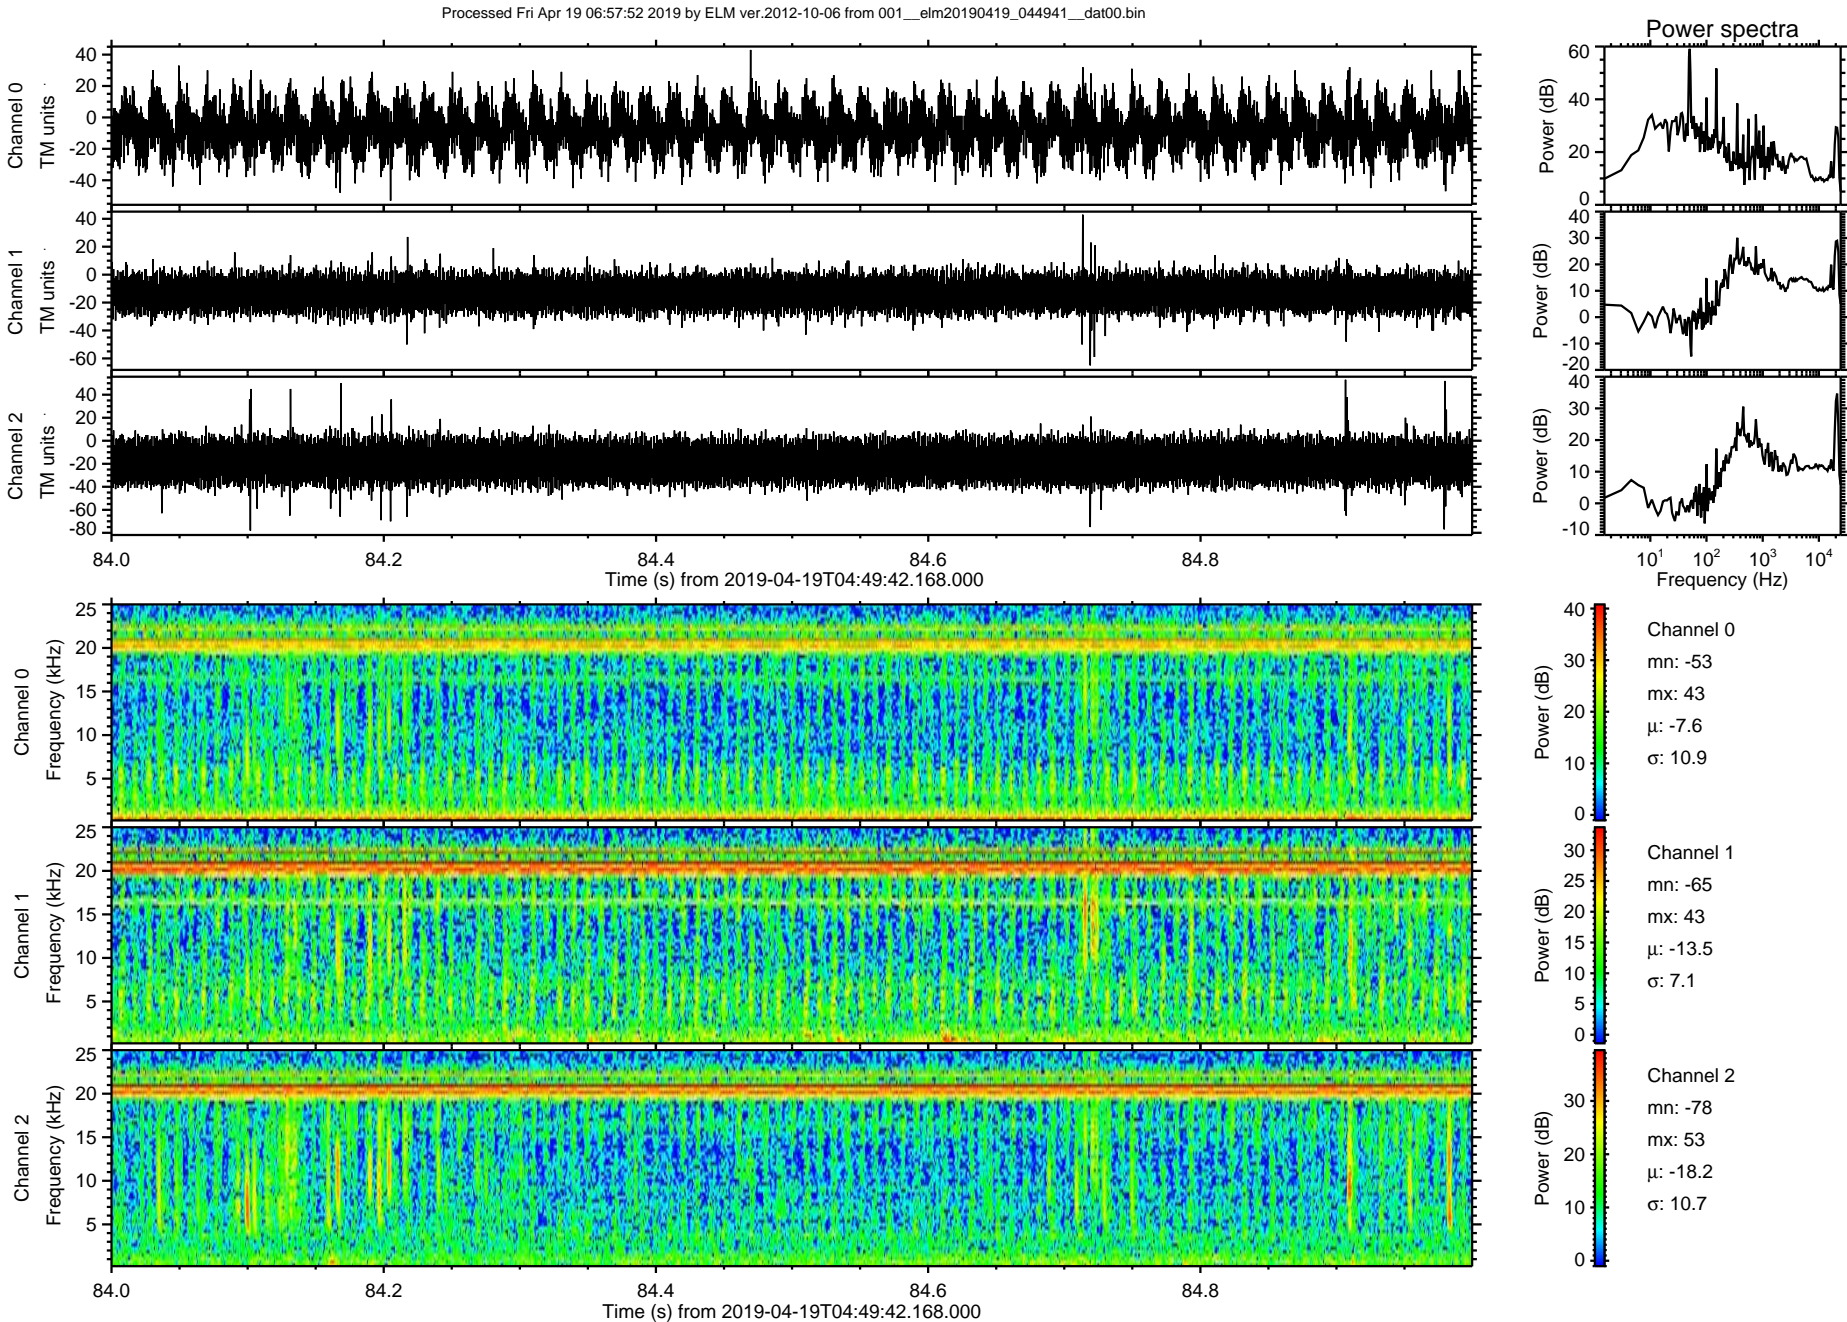 Processed Fri Apr 19 06:57:52 2019 by ELM ver.2012-10-06 from 001__elm20190419_044941__dat00.bin
Power spectra
Channel 0
TM units
40
20
0
-20
-40
Power (dB)
60
40
20
0
Channel 1
TM units
40
20
0
-20
-40
-60
Power (dB)
40
30
20
10
0
-10
-20
Channel 2
TM units
40
20
0
-20
-40
-60
-80
Power (dB)
40
30
20
10
0
-10
84.0 84.2 84.4 84.6 84.8
Time (s) from 2019-04-19T04:49:42.168.000
10¹ 10² 10³ 10⁴
Frequency (Hz)
Channel 0
Frequency (kHz)
25
20
15
10
5
Power (dB)
40
30
20
10
0
Channel 0
mn: -53
mx: 43
μ: -7.6
σ: 10.9
Channel 1
Frequency (kHz)
25
20
15
10
5
Power (dB)
30
25
20
15
10
5
0
Channel 1
mn: -65
mx: 43
μ: -13.5
σ: 7.1
Channel 2
Frequency (kHz)
25
20
15
10
5
Power (dB)
30
20
10
0
Channel 2
mn: -78
mx: 53
μ: -18.2
σ: 10.7
84.0 84.2 84.4 84.6 84.8
Time (s) from 2019-04-19T04:49:42.168.000